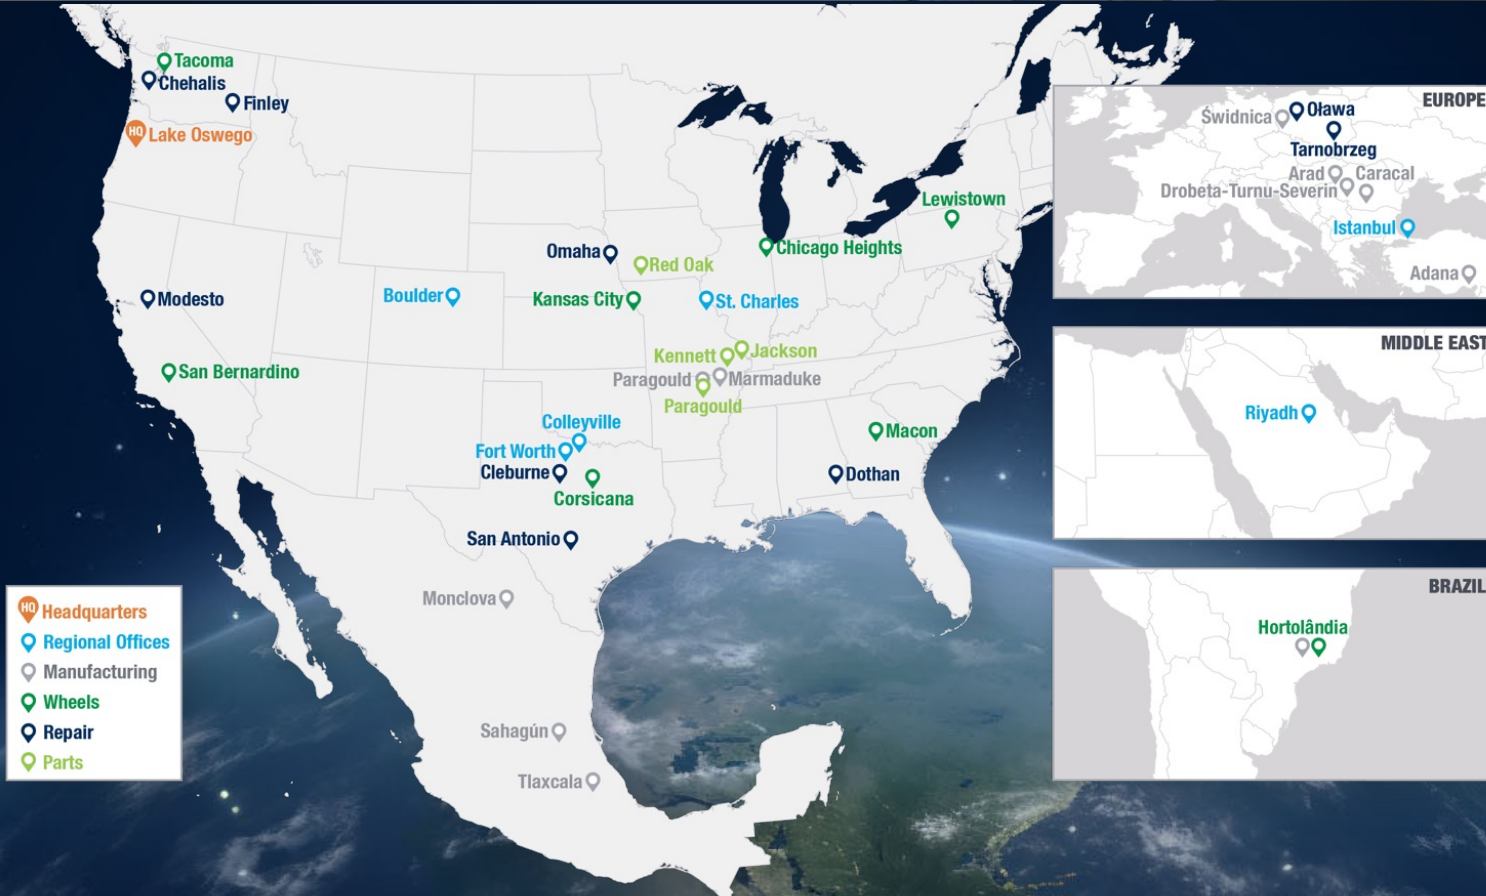 Tacoma
Chehalis
Finley
HQ Lake Oswego
Modesto
San Bernardino
Boulder
Omaha
Red Oak
Kansas City
St. Charles
Chicago Heights
Lewistown
Kennett
Jackson
Paragould
Marmaduke
Paragould
Colleyville
Fort Worth
Cleburne
Corsicana
San Antonio
Macon
Dothan
Monclova
Sahagún
Tlaxcala
HQ Headquarters
Regional Offices
Manufacturing
Wheels
Repair
Parts
EUROPE
Świdnica
Oława
Tarnobrzeg
Arad
Caracal
Drobeta-Turnu-Severin
Istanbul
Adana
MIDDLE EAST
Riyadh
BRAZIL
Hortolândia